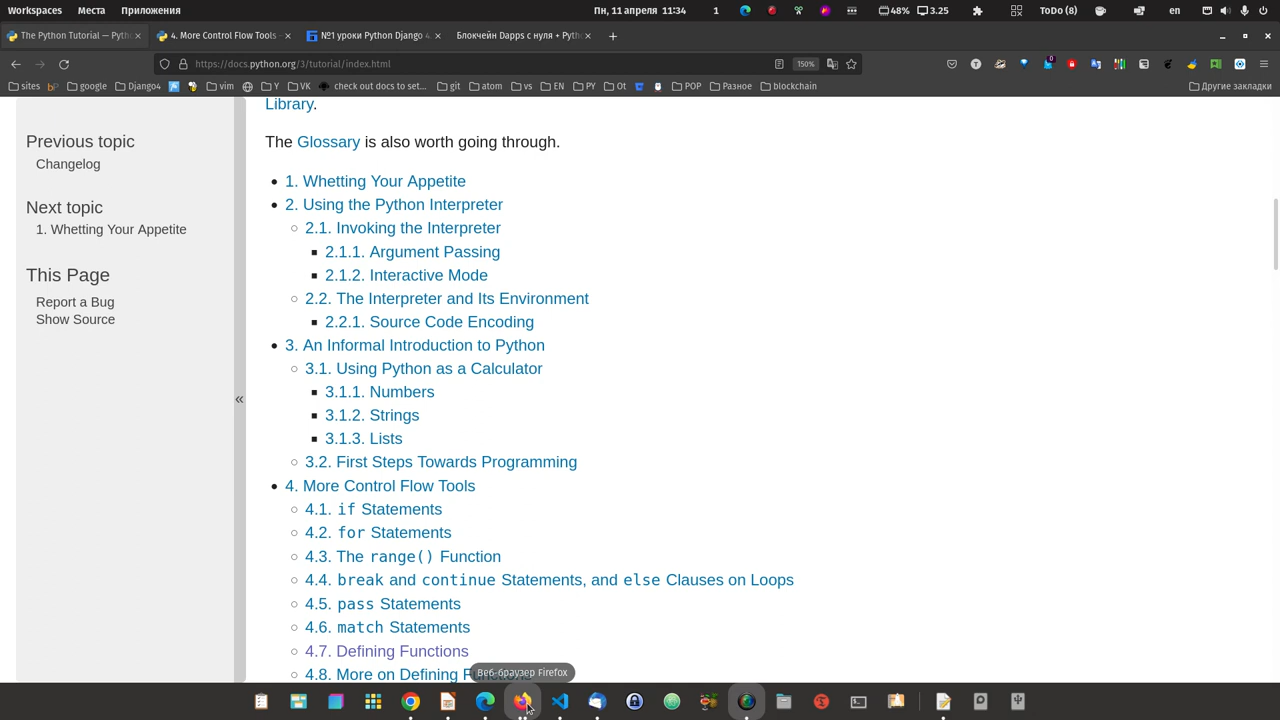 Workspaces Места Приложения Пн, 11 апреля 11:34 1 48% 3.25 ToDo (8) en
The Python Tutorial — Pyth 4. More Control Flow Tools — №1 уроки Python Django 4. Блокчейн Dapps с нуля + Pyth
https://docs.python.org/3/tutorial/index.html 150%
sites google Django4 vim Y VK check out docs to set... git atom vs EN PY Ot POP Разное blockchain Другие закладки
Library.
The Glossary is also worth going through.
Previous topic
Changelog
Next topic
1. Whetting Your Appetite
This Page
Report a Bug
Show Source
«
1. Whetting Your Appetite
2. Using the Python Interpreter
2.1. Invoking the Interpreter
2.1.1. Argument Passing
2.1.2. Interactive Mode
2.2. The Interpreter and Its Environment
2.2.1. Source Code Encoding
3. An Informal Introduction to Python
3.1. Using Python as a Calculator
3.1.1. Numbers
3.1.2. Strings
3.1.3. Lists
3.2. First Steps Towards Programming
4. More Control Flow Tools
4.1. if Statements
4.2. for Statements
4.3. The range() Function
4.4. break and continue Statements, and else Clauses on Loops
4.5. pass Statements
4.6. match Statements
4.7. Defining Functions
4.8. More on Defining
Веб-браузер Firefox